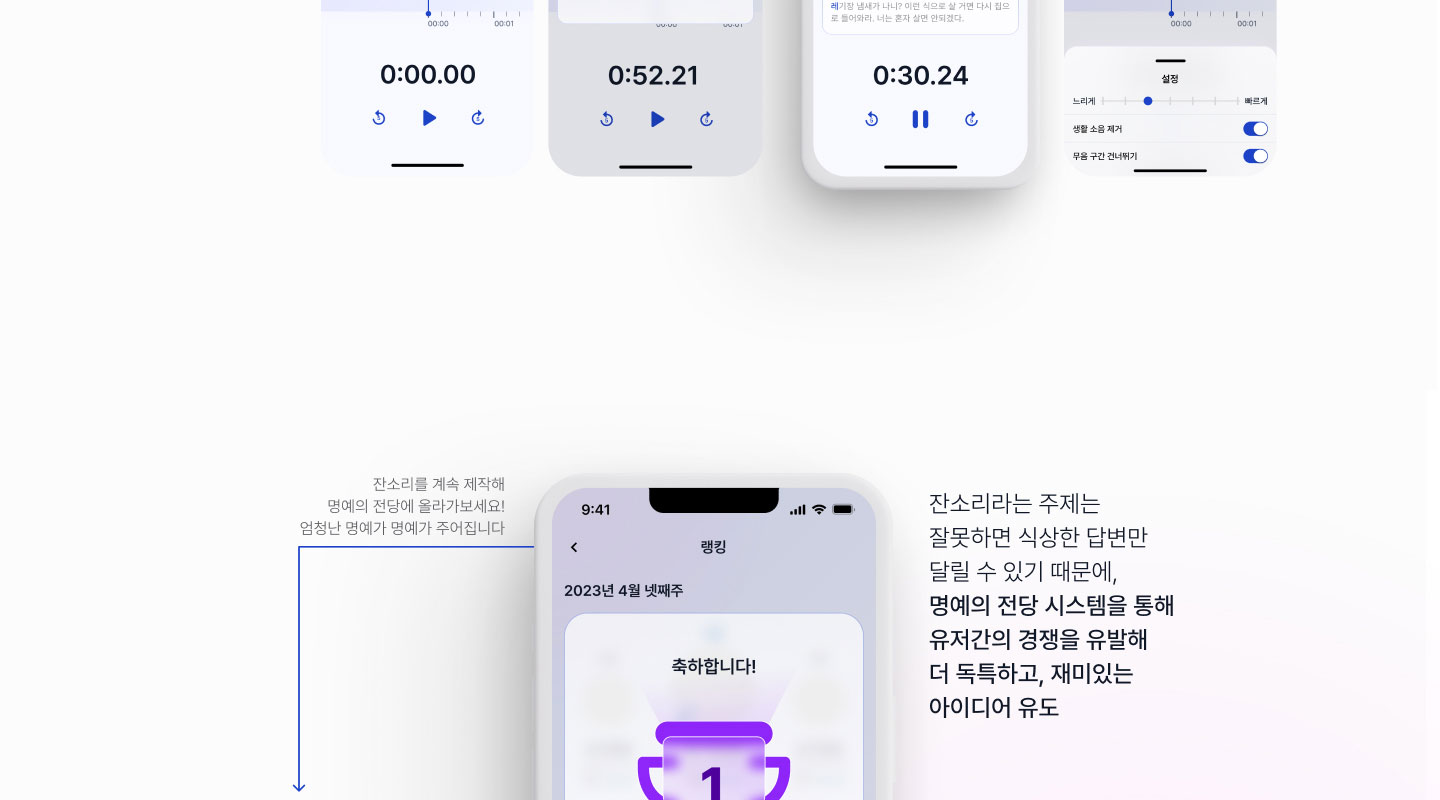 00:00
00:01
0:00.00
5
5
00:00
00:01
0:52.21
5
5
레기장 냄새가 나니? 이런 식으로 살 거면 다시 집으
로 들어와라. 너는 혼자 살면 안되겠다.
0:30.24
5
5
00:00
00:01
설정
느리게
빠르게
생활 소음 제거
무음 구간 건너뛰기
잔소리를 계속 제작해
명예의 전당에 올라가보세요!
엄청난 명예가 명예가 주어집니다
9:41
랭킹
2023년 4월 넷째주
축하합니다!
1
잔소리라는 주제는
잘못하면 식상한 답변만
달릴 수 있기 때문에,
명예의 전당 시스템을 통해
유저간의 경쟁을 유발해
더 독특하고, 재미있는
아이디어 유도